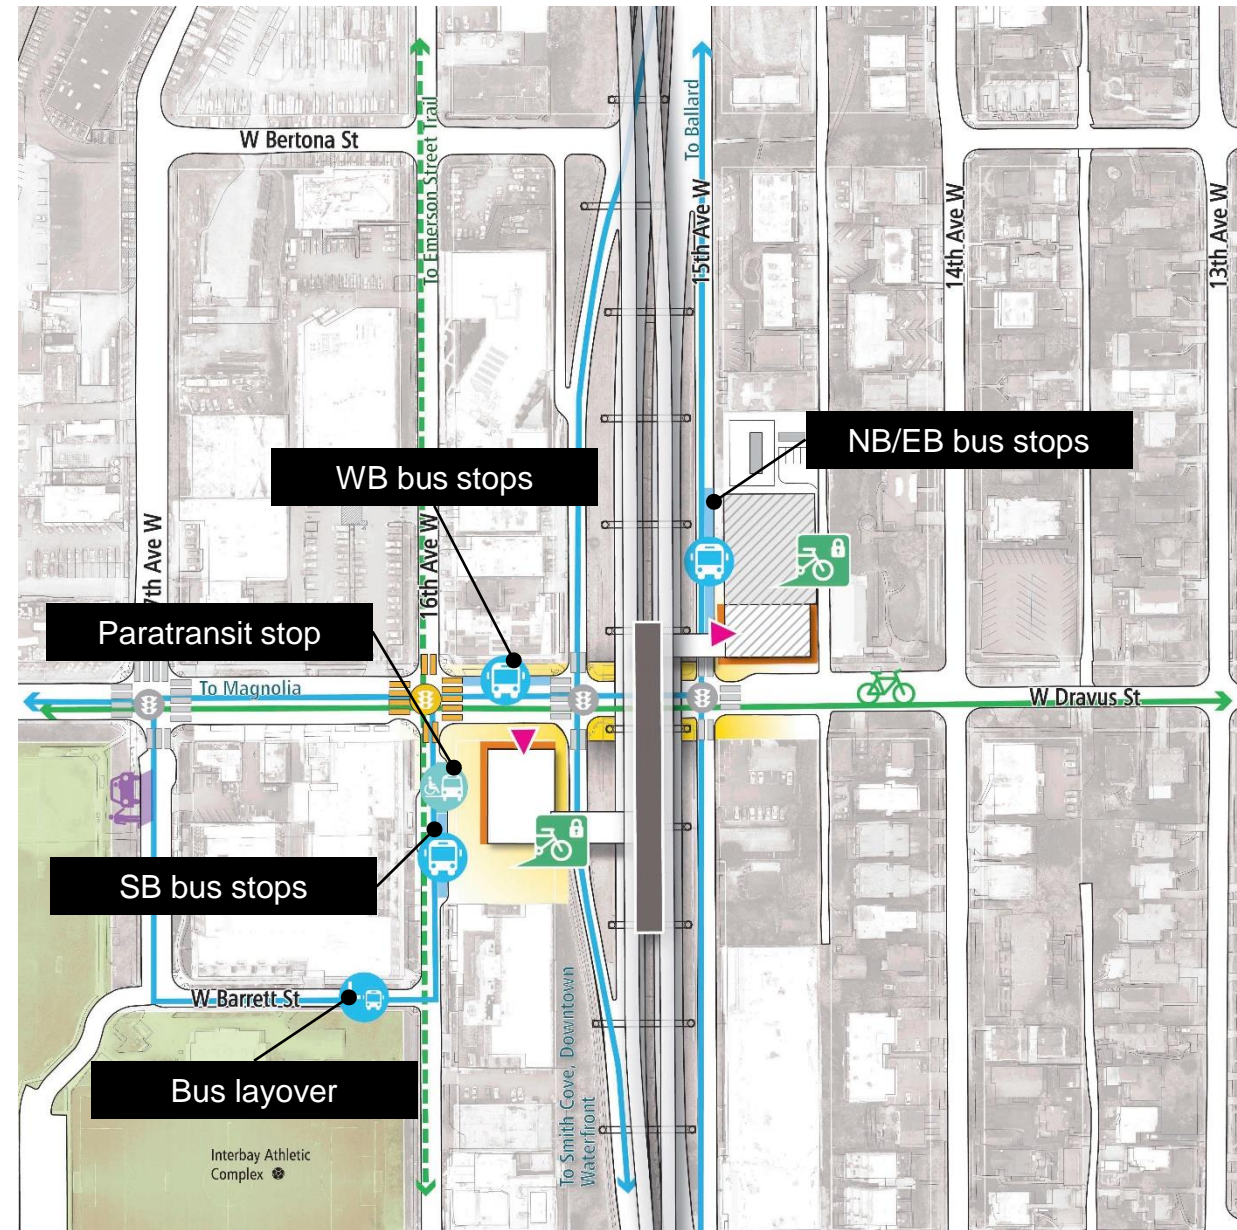 W Bertona St
To Emerson Street Trail
To Ballard
15th Ave W
14th Ave W
13th Ave W
NB/EB bus stops
WB bus stops
7th Ave W
16th Ave W
Paratransit stop
To Magnolia
W Dravus St
SB bus stops
W Barrett St
Bus layover
To Smith Cove, Downtown
Waterfront
Interbay Athletic
Complex